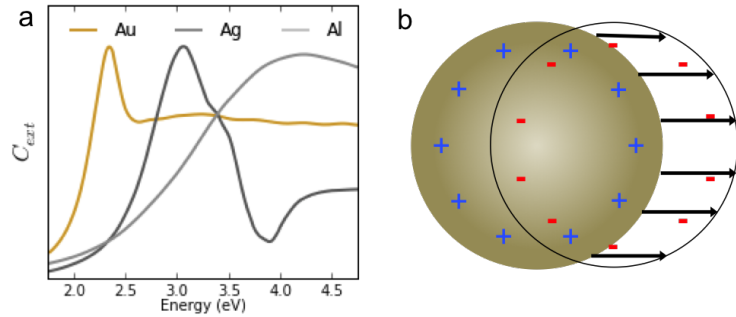 a
Au Ag Al
C_ext
2.0 2.5 3.0 3.5 4.0 4.5
Energy (eV)
b
+ + + + + + + + + +
- - - - - - - - - - -